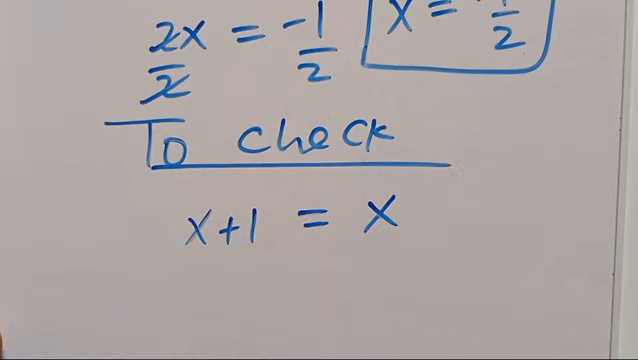 2x = -1 x = -1
2 2 2
To check
x+1 = x